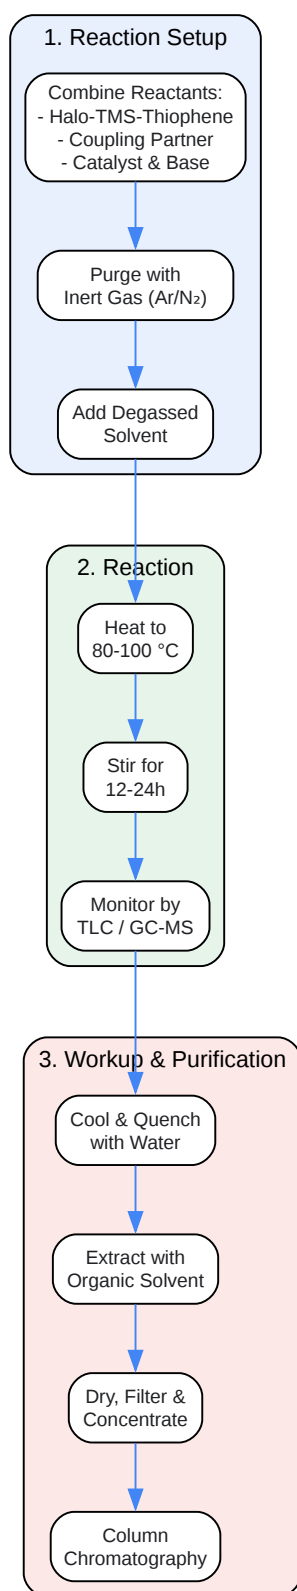 1. Reaction Setup
Combine Reactants:
- Halo-TMS-Thiophene
- Coupling Partner
- Catalyst & Base
Purge with
Inert Gas (Ar/N₂)
Add Degassed
Solvent
2. Reaction
Heat to
80-100 °C
Stir for
12-24h
Monitor by
TLC / GC-MS
3. Workup & Purification
Cool & Quench
with Water
Extract with
Organic Solvent
Dry, Filter &
Concentrate
Column
Chromatography